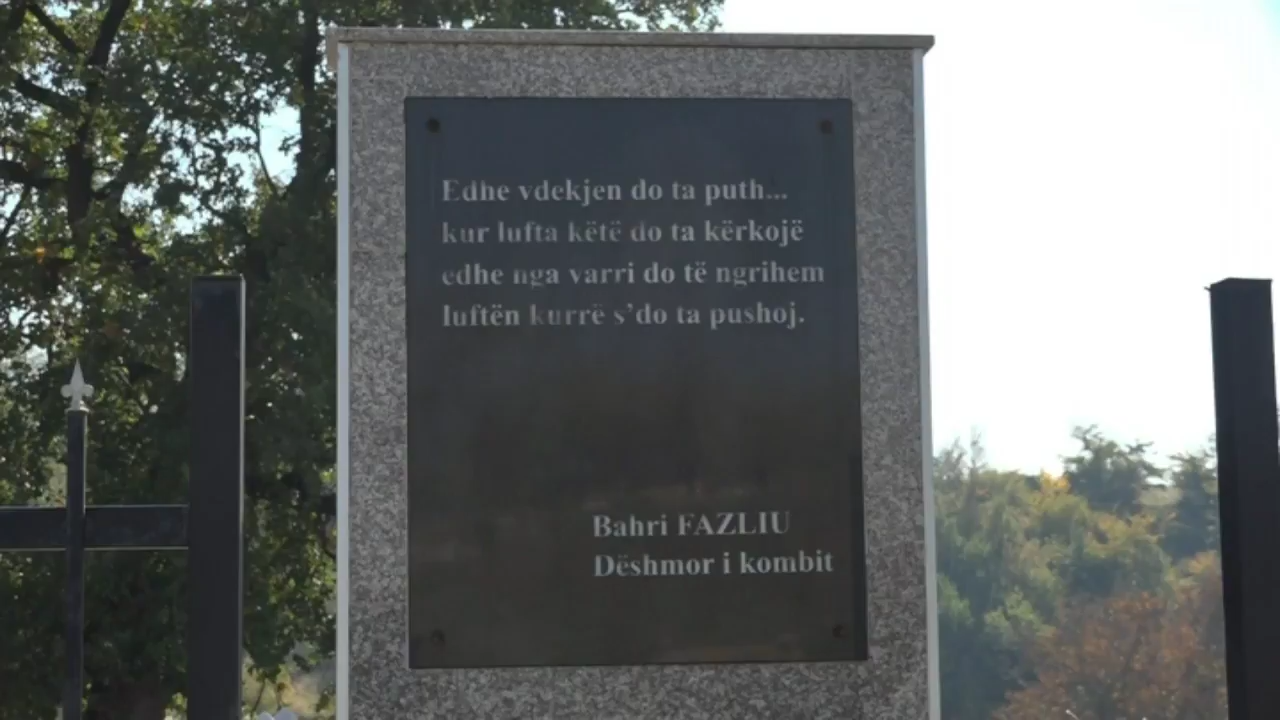 Edhe vdekjen do ta puth...
kur lufta këtë do ta kërkojë
edhe nga varri do të ngrihem
luftën kurrë s’do ta pushoj.
Bahri FAZLIU
Dëshmor i kombit